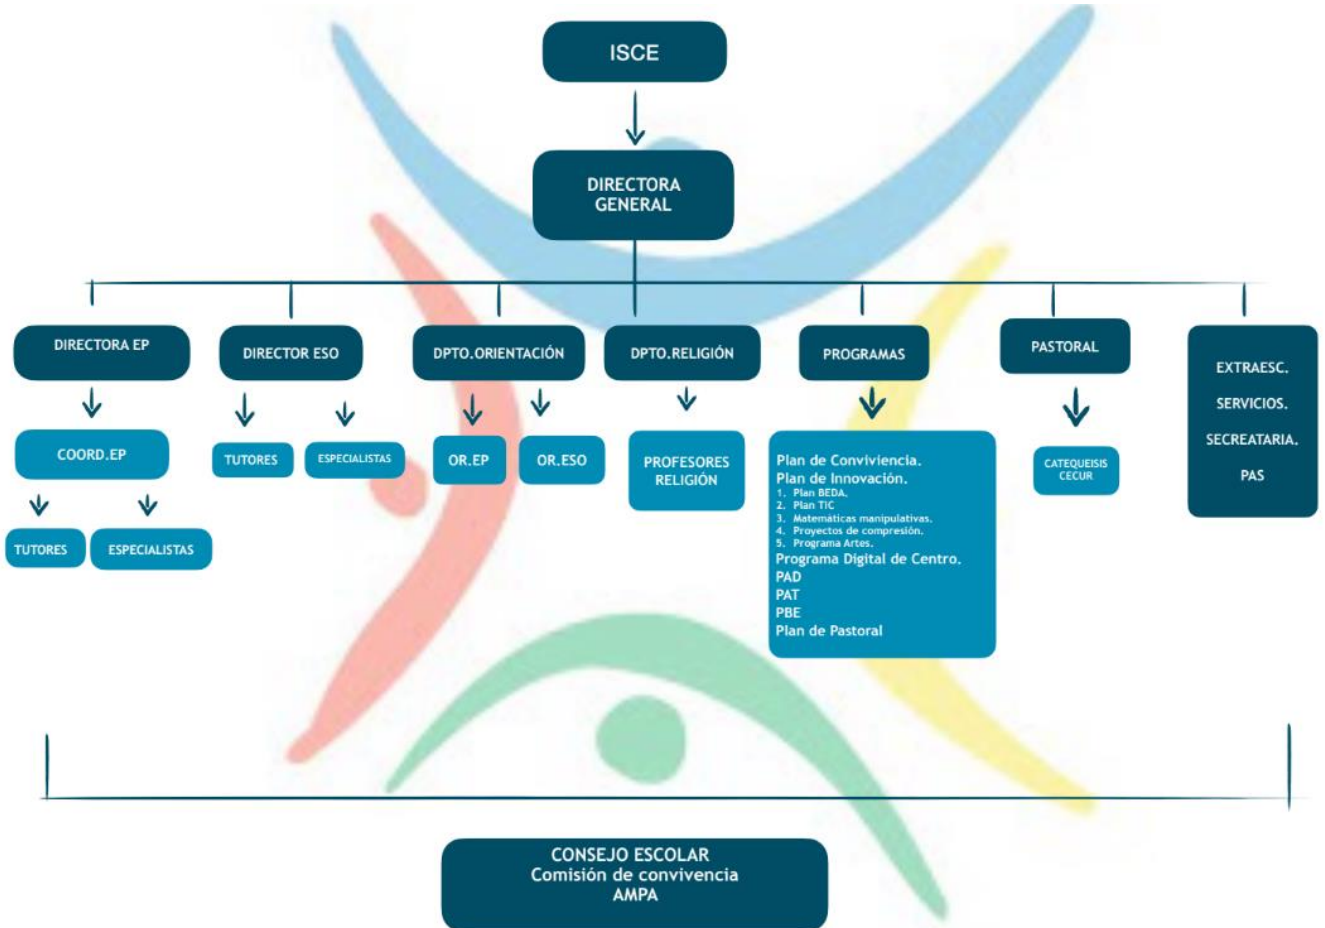 ISCE
DIRECTORA
GENERAL
DIRECTORA EP
DIRECTOR ESO
DPTO.ORIENTACIÓN
DPTO.RELIGIÓN
PROGRAMAS
PASTORAL
EXTRAESC.
SERVICIOS.
SECREATARIA.
PAS
COORD.EP
TUTORES
ESPECIALISTAS
TUTORES
ESPECIALISTAS
OR.EP
OR.ESO
PROFESORES
RELIGIÓN
Plan de Conviviencia.
Plan de Innovación.
1. Plan BEDA.
2. Plan TIC
3. Matemáticas manipulativas.
4. Proyectos de compresión.
5. Programa Artes.
Programa Digital de Centro.
PAD
PAT
PBE
Plan de Pastoral
CATEQUEISIS
CECUR
CONSEJO ESCOLAR
Comisión de convivencia
AMPA